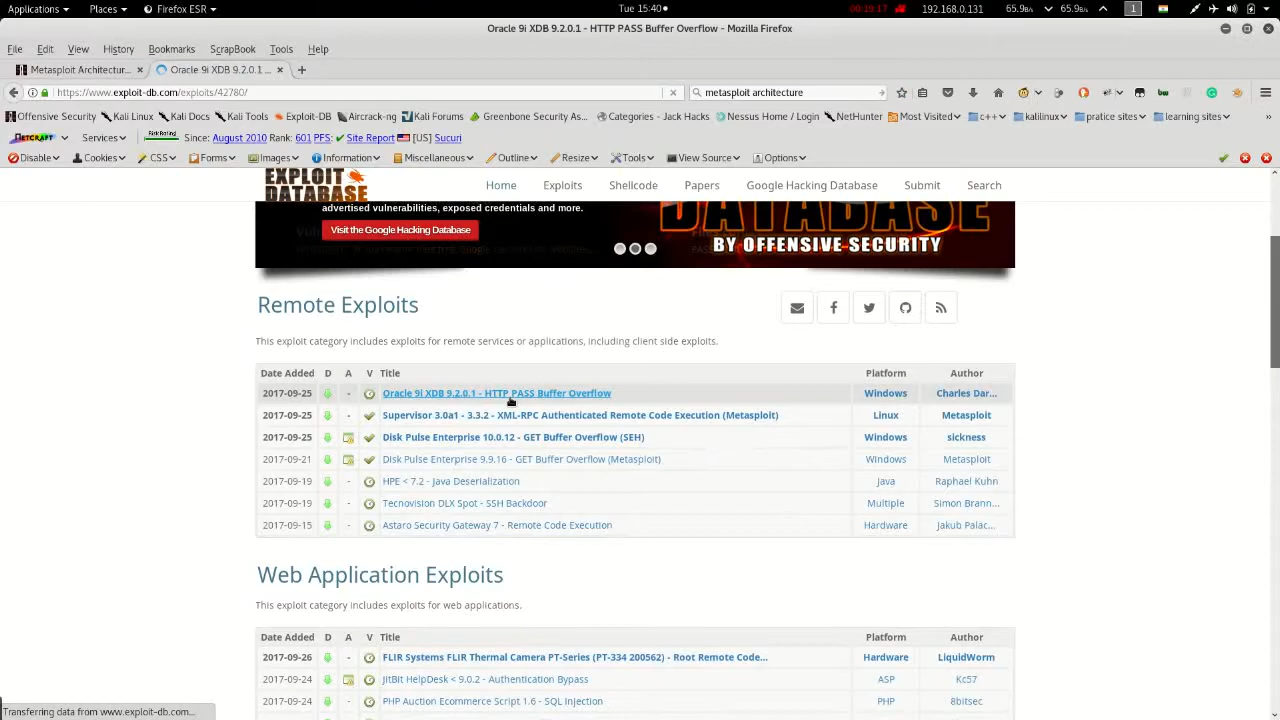 Applications Places Firefox ESR Tue 15:40 00:19:17 192.168.0.131 65.9BΛ 65.9BΛ 1
Oracle 9i XDB 9.2.0.1 - HTTP PASS Buffer Overflow - Mozilla Firefox
File Edit View History Bookmarks ScrapBook Tools Help
Metasploit Architectur... × Oracle 9i XDB 9.2.0.1 ... × +
https://www.exploit-db.com/exploits/42780/ metasploit architecture
Offensive Security Kali Linux Kali Docs Kali Tools Exploit-DB Aircrack-ng Kali Forums Greenbone Security As... Categories - Jack Hacks Nessus Home / Login NetHunter Most Visited c++ kalilinux pratice sites learning sites »
NETCRAFT Services Risk Rating Since: August 2010 Rank: 601 PFS: Site Report [US] Sucuri
Disable Cookies CSS Forms Images Information Miscellaneous Outline Resize Tools View Source Options
EXPLOIT
DATABASE
Home Exploits Shellcode Papers Google Hacking Database Submit Search
advertised vulnerabilities, exposed credentials and more.
Visit the Google Hacking Database
DATABASE
BY OFFENSIVE SECURITY
Remote Exploits
This exploit category includes exploits for remote services or applications, including client side exploits.
Date Added D A V Title Platform Author
2017-09-25 - Oracle 9i XDB 9.2.0.1 - HTTP PASS Buffer Overflow Windows Charles Dar...
2017-09-25 - Supervisor 3.0a1 - 3.3.2 - XML-RPC Authenticated Remote Code Execution (Metasploit) Linux Metasploit
2017-09-25 Disk Pulse Enterprise 10.0.12 - GET Buffer Overflow (SEH) Windows sickness
2017-09-21 Disk Pulse Enterprise 9.9.16 - GET Buffer Overflow (Metasploit) Windows Metasploit
2017-09-19 - HPE < 7.2 - Java Deserialization Java Raphael Kuhn
2017-09-19 - Tecnovision DLX Spot - SSH Backdoor Multiple Simon Brann...
2017-09-15 - Astaro Security Gateway 7 - Remote Code Execution Hardware Jakub Palac...
Web Application Exploits
This exploit category includes exploits for web applications.
Date Added D A V Title Platform Author
2017-09-26 - FLIR Systems FLIR Thermal Camera PT-Series (PT-334 200562) - Root Remote Code... Hardware LiquidWorm
2017-09-24 JitBit HelpDesk < 9.0.2 - Authentication Bypass ASP Kc57
2017-09-24 - PHP Auction Ecommerce Script 1.6 - SQL Injection PHP 8bitsec
Transferring data from www.exploit-db.com...